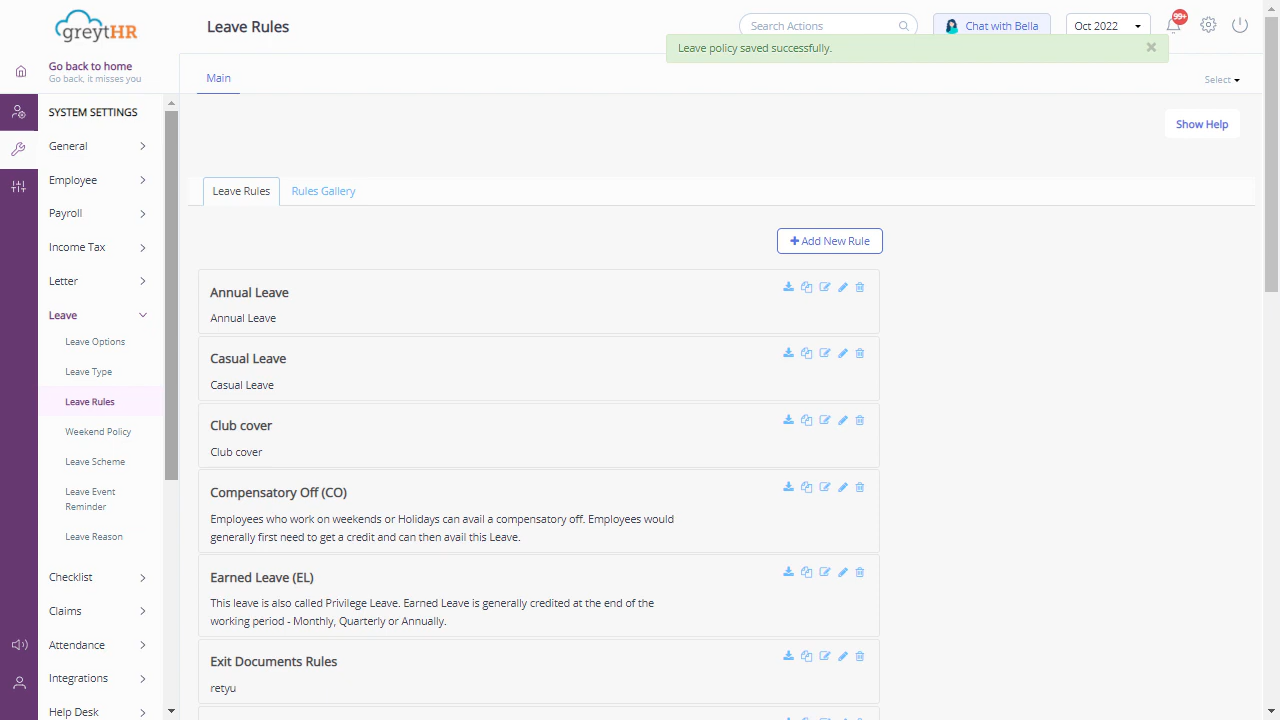 greytHR
Leave Rules
Search Actions
Chat with Bella
Oct 2022
99+
Leave policy saved successfully.
×
Go back to home
Go back, it misses you
Main
Select
SYSTEM SETTINGS
Show Help
General
Employee
Payroll
Income Tax
Letter
Leave
Leave Options
Leave Type
Leave Rules
Weekend Policy
Leave Scheme
Leave Event
Reminder
Leave Reason
Checklist
Claims
Attendance
Integrations
Help Desk
Leave Rules
Rules Gallery
+ Add New Rule
Annual Leave
Annual Leave
Casual Leave
Casual Leave
Club cover
Club cover
Compensatory Off (CO)
Employees who work on weekends or Holidays can avail a compensatory off. Employees would
generally first need to get a credit and can then avail this Leave.
Earned Leave (EL)
This leave is also called Privilege Leave. Earned Leave is generally credited at the end of the
working period - Monthly, Quarterly or Annually.
Exit Documents Rules
retyu